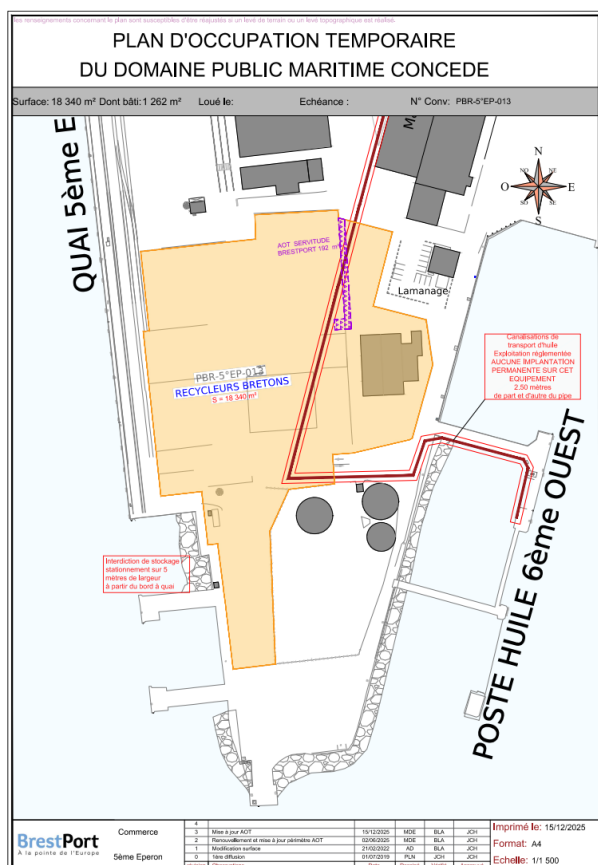 les renseignements concernant le plan sont susceptibles d'être réajustés si un levé de terrain ou un levé topographique est réalisé.
PLAN D'OCCUPATION TEMPORAIRE
DU DOMAINE PUBLIC MARITIME CONCEDE
Surface: 18 340 m² Dont bâti: 1 262 m² Loué le: Echéance : N° Conv: PBR-5°EP-013
QUAI 5ème E
N
NO
NE
O
E
SO
SE
S
AOT SERVITUDE
BRESTPORT 192 m²
Lamanage
Canalisations de
transport d'huile
Exploitation réglementée
AUCUNE IMPLANTATION
PERMANENTE SUR CET
EQUIPEMENT
2.50 mètres
de part et d'autre du pipe
PBR-5°EP-013
RECYCLEURS BRETONS
S = 18 340 m²
POSTE HUILE 6ème OUEST
Interdiction de stockage
stationnement sur 5
mètres de largeur
à partir du bord à quai
BrestPort
A la pointe de l'Europe
Commerce
5ème Eperon
4
3 Mise à jour AOT 15/12/2025 MDE BLA JCH
2 Renouvellement et mise à jour périmètre AOT 02/06/2025 MDE BLA JCH
1 Modification surface 21/02/2022 AD BLA JCH
0 1ère diffusion 01/07/2019 PLN JCH JCH
Imprimé le: 15/12/2025
Format: A4
Echelle: 1/1 500